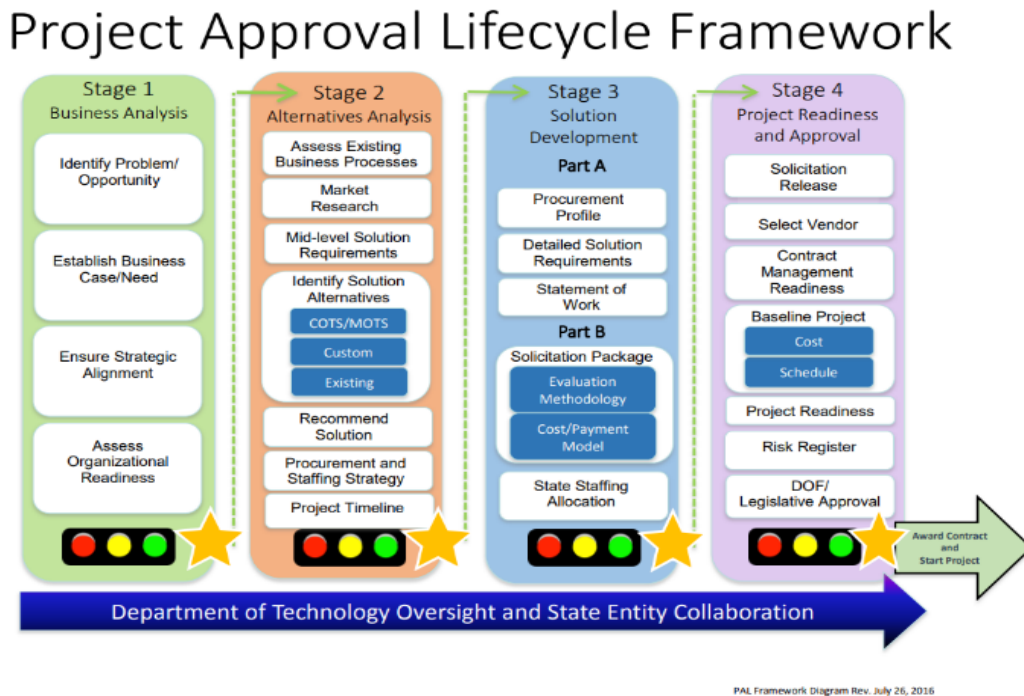 Project Approval Lifecycle Framework
Stage 1
Business Analysis
Identify Problem/
Opportunity
Establish Business
Case/Need
Ensure Strategic
Alignment
Assess
Organizational
Readiness
Stage 2
Alternatives Analysis
Assess Existing
Business Processes
Market
Research
Mid-level Solution
Requirements
Identify Solution
Alternatives
COTS/MOTS
Custom
Existing
Recommend
Solution
Procurement and
Staffing Strategy
Project Timeline
Stage 3
Solution
Development
Part A
Procurement
Profile
Detailed Solution
Requirements
Statement of
Work
Part B
Solicitation Package
Evaluation
Methodology
Cost/Payment
Model
State Staffing
Allocation
Stage 4
Project Readiness
and Approval
Solicitation
Release
Select Vendor
Contract
Management
Readiness
Baseline Project
Cost
Schedule
Project Readiness
Risk Register
DOF/
Legislative Approval
Award Contract
and
Start Project
Department of Technology Oversight and State Entity Collaboration
PAL Framework Diagram Rev. July 26, 2016